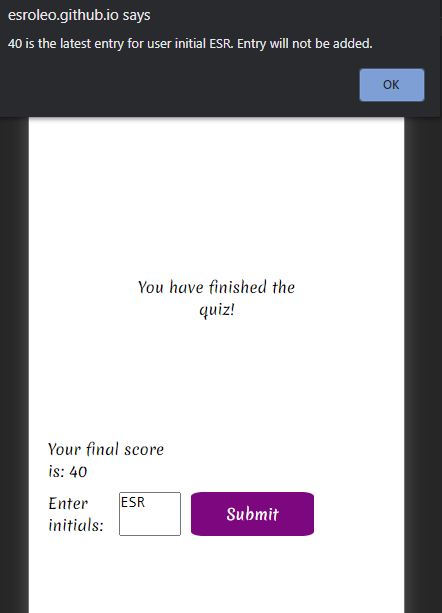 esroleo.github.io says
40 is the latest entry for user initial ESR. Entry will not be added.
OK
You have finished the
quiz!
Your final score
is: 40
Enter
initials:
ESR
Submit